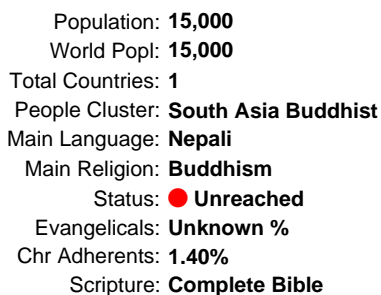 Population: 15,000
World Popl: 15,000
Total Countries: 1
People Cluster: South Asia Buddhist
Main Language: Nepali
Main Religion: Buddhism
Status: Unreached
Evangelicals: Unknown %
Chr Adherents: 1.40%
Scripture: Complete Bible